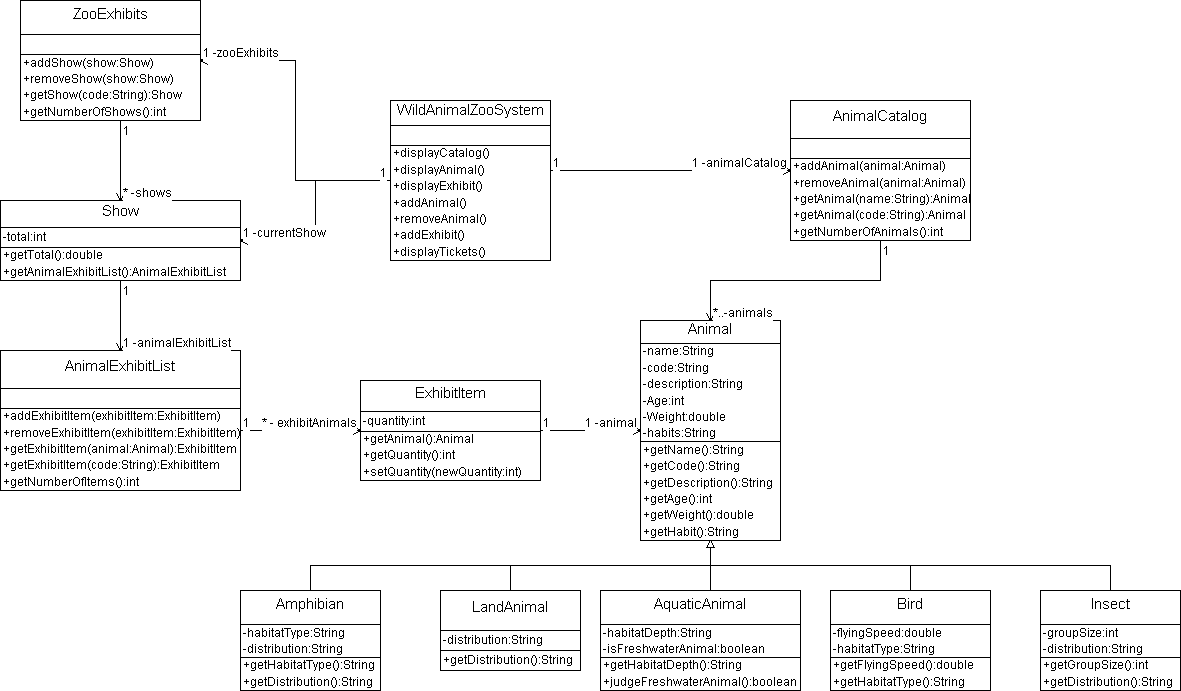 ZooExhibits
+addShow(show:Show)
+removeShow(show:Show)
+getShow(code:String):Show
+getNumberOfShows():int
1 -zooExhibits
1
* -shows
WildAnimalZooSystem
+displayCatalog()
+displayAnimal()
+displayExhibit()
+addAnimal()
+removeAnimal()
+addExhibit()
+displayTickets()
1
1
1 -animalCatalog
AnimalCatalog
+addAnimal(animal:Animal)
+removeAnimal(animal:Animal)
+getAnimal(name:String):Animal
+getAnimal(code:String):Animal
+getNumberOfAnimals():int
1
*..-animals
Show
-total:int
+getTotal():double
+getAnimalExhibitList():AnimalExhibitList
1 -currentShow
1
1 -animalExhibitList
AnimalExhibitList
+addExhibitItem(exhibitItem:ExhibitItem)
+removeExhibitItem(exhibitItem:ExhibitItem)
+getExhibitItem(animal:Animal):ExhibitItem
+getExhibitItem(code:String):ExhibitItem
+getNumberOfItems():int
1
* - exhibitAnimals
ExhibitItem
-quantity:int
+getAnimal():Animal
+getQuantity():int
+setQuantity(newQuantity:int)
1
1 -animal
Animal
-name:String
-code:String
-description:String
-Age:int
-Weight:double
-habits:String
+getName():String
+getCode():String
+getDescription():String
+getAge():int
+getWeight():double
+getHabit():String
Amphibian
-habitatType:String
-distribution:String
+getHabitatType():String
+getDistribution():String
LandAnimal
-distribution:String
+getDistribution():String
AquaticAnimal
-habitatDepth:String
-isFreshwaterAnimal:boolean
+getHabitatDepth():String
+judgeFreshwaterAnimal():boolean
Bird
-flyingSpeed:double
-habitatType:String
+getFlyingSpeed():double
+getHabitatType():String
Insect
-groupSize:int
-distribution:String
+getGroupSize():int
+getDistribution():String